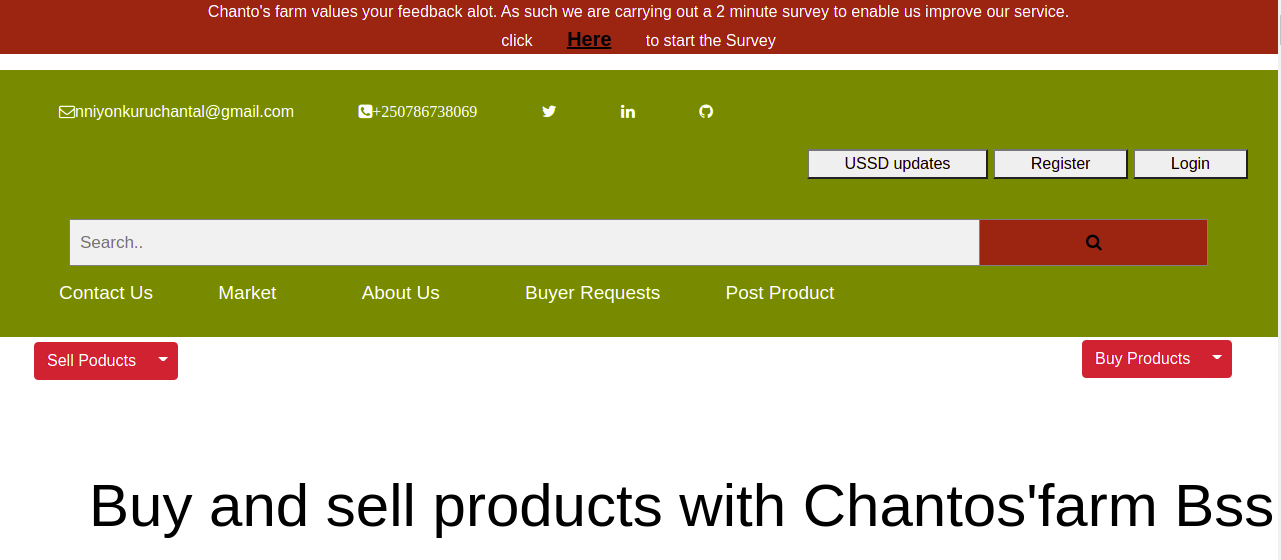 Chanto's farm values your feedback alot. As such we are carrying out a 2 minute survey to enable us improve our service.
click Here to start the Survey
nniyonkuruchantal@gmail.com +250786738069
USSD updates Register Login
Search..
Contact Us Market About Us Buyer Requests Post Product
Sell Poducts Buy Products
Buy and sell products with Chantos'farm Bss